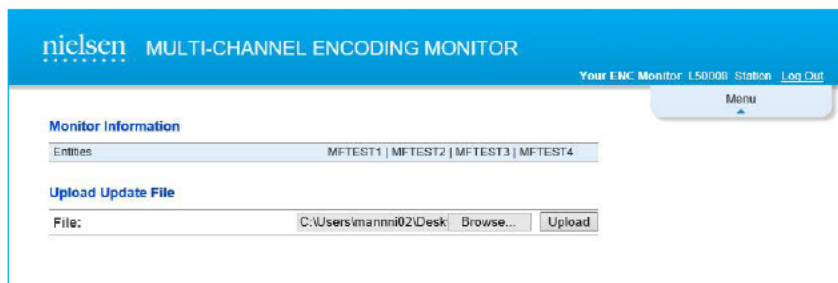 nielsen MULTI-CHANNEL ENCODING MONITOR
Your ENC Monitor L50008 Station Log Out
Menu
Monitor Information
Entities MFTEST1 | MFTEST2 | MFTEST3 | MFTEST4
Upload Update File
File: C:\Users\mannni02\Desk Browse... Upload